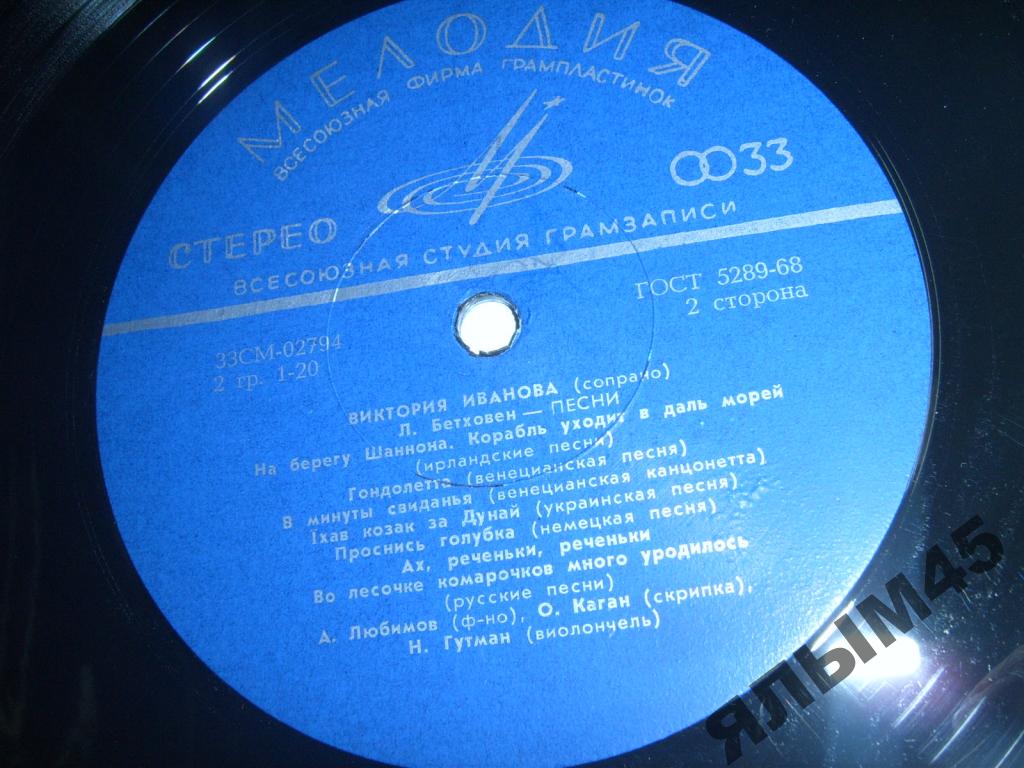 МЕЛОДИЯ
ВСЕСОЮЗНАЯ ФИРМА ГРАМПЛАСТИНОК
СТЕРЕО
33
ВСЕСОЮЗНАЯ СТУДИЯ ГРАМЗАПИСИ
33СМ-02794
ГОСТ 5289-68
2 гр. 1-20
2 сторона
ВИКТОРИЯ ИВАНОВА (сопрано)
Л. Бетховен — ПЕСНИ
На берегу Шаннона. Корабль уходит в даль морей
(ирландские песни)
Гондолетта (венецианская песня)
В минуты свиданья (венецианская канцонетта)
Їхав козак за Дунай (украинская песня)
Проснись голубка (немецкая песня)
Ах, реченьки, реченьки
Во лесочке комарочков много уродилось
(русские песни)
А. Любимов (ф-но), О. Каган (скрипка),
Н. Гутман (виолончель)
ЯЛЫМ45